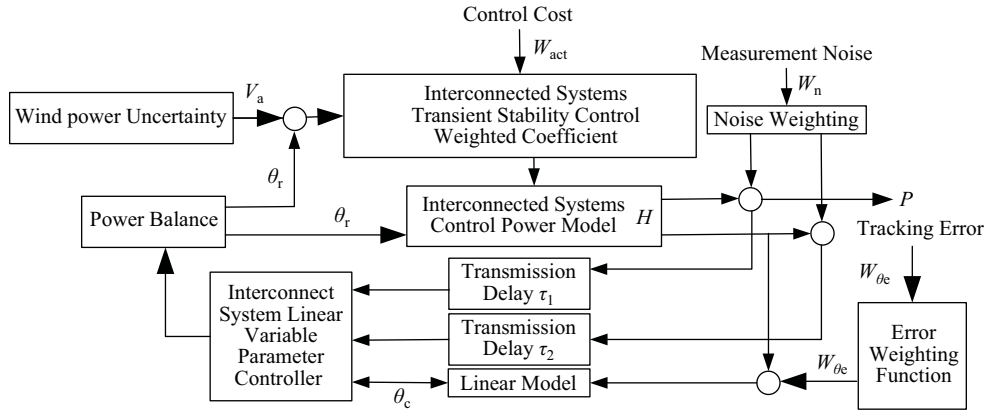 Control Cost
W_act
Measurement Noise
W_n
Wind power Uncertainty
V_a
Interconnected Systems
Transient Stability Control
Weighted Coefficient
Noise Weighting
θ_r
Power Balance
θ_r
Interconnected Systems
Control Power Model
H
P
Tracking Error
W_θe
Interconnect
System Linear
Variable
Parameter
Controller
Transmission
Delay τ_1
Transmission
Delay τ_2
Linear Model
θ_c
W_θe
Error
Weighting
Function